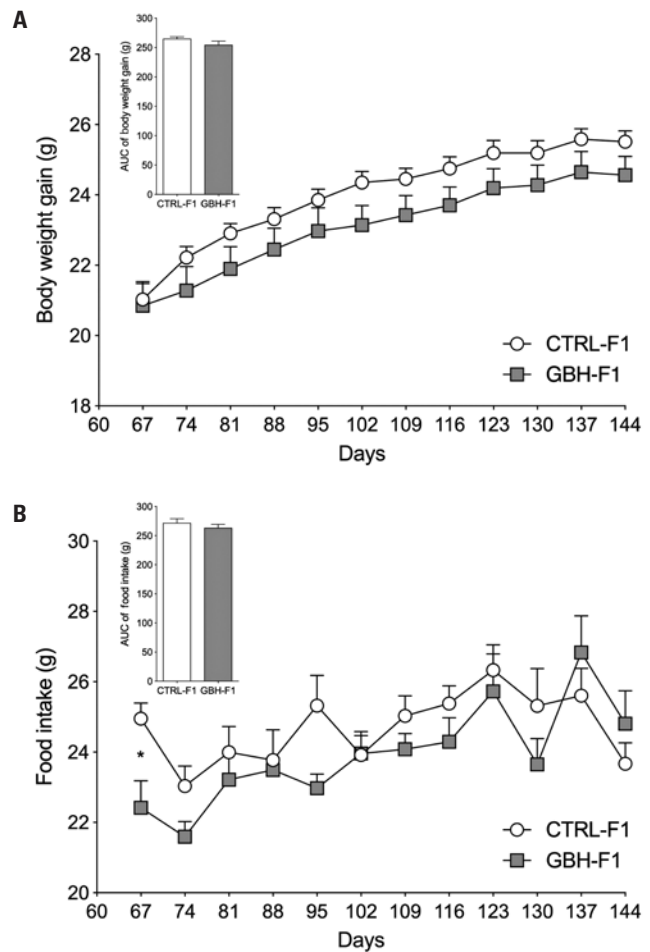 A
28
26
24
22
20
18
Body weight gain (g)
300
250
200
150
100
50
0
AUC of body weight gain (g)
CTRL-F1 GBH-F1
CTRL-F1
GBH-F1
60 67 74 81 88 95 102 109 116 123 130 137 144
Days
B
30
28
26
24
22
20
Food intake (g)
300
250
200
150
100
50
0
AUC of food intake (g)
CTRL-F1 GBH-F1
*
CTRL-F1
GBH-F1
60 67 74 81 88 95 102 109 116 123 130 137 144
Days